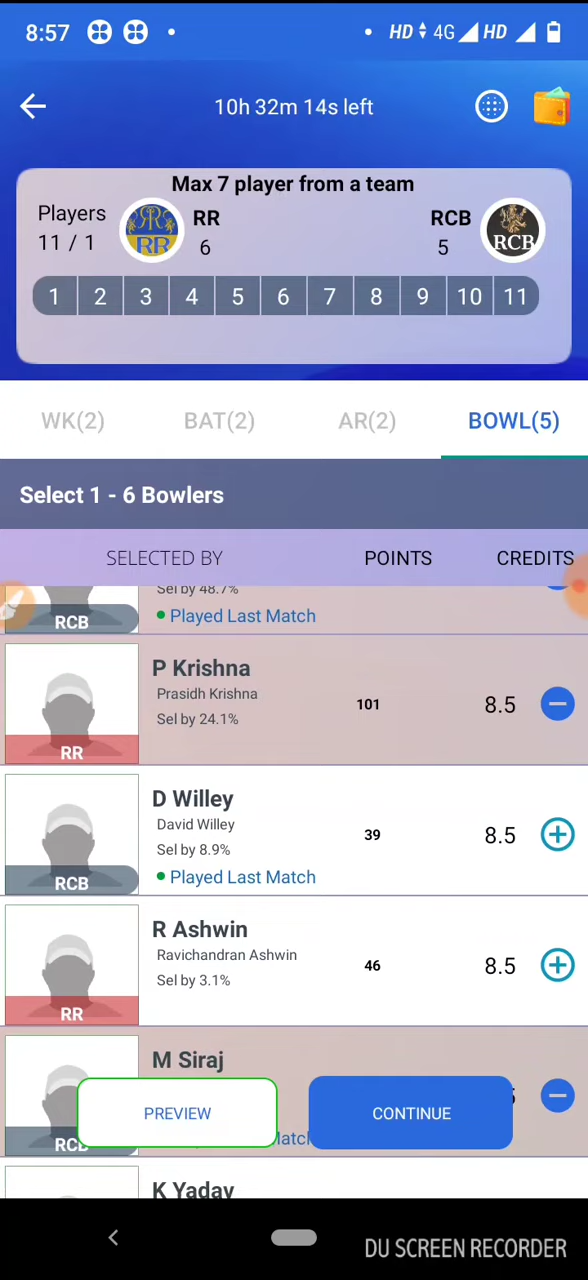 8:57
HD 4G HD
10h 32m 14s left
Max 7 player from a team
Players
11 / 1
RR
RR
6
RCB
5
RCB
1 2 3 4 5 6 7 8 9 10 11
WK(2) BAT(2) AR(2) BOWL(5)
Select 1 - 6 Bowlers
SELECTED BY POINTS CREDITS
Sel by 48.7%
Played Last Match
RCB
P Krishna
Prasidh Krishna
Sel by 24.1%
101
8.5
RR
D Willey
David Willey
Sel by 8.9%
39
8.5
Played Last Match
RCB
R Ashwin
Ravichandran Ashwin
Sel by 3.1%
46
8.5
RR
M Siraj
PREVIEW
CONTINUE
RCB
K Yadav
DU SCREEN RECORDER